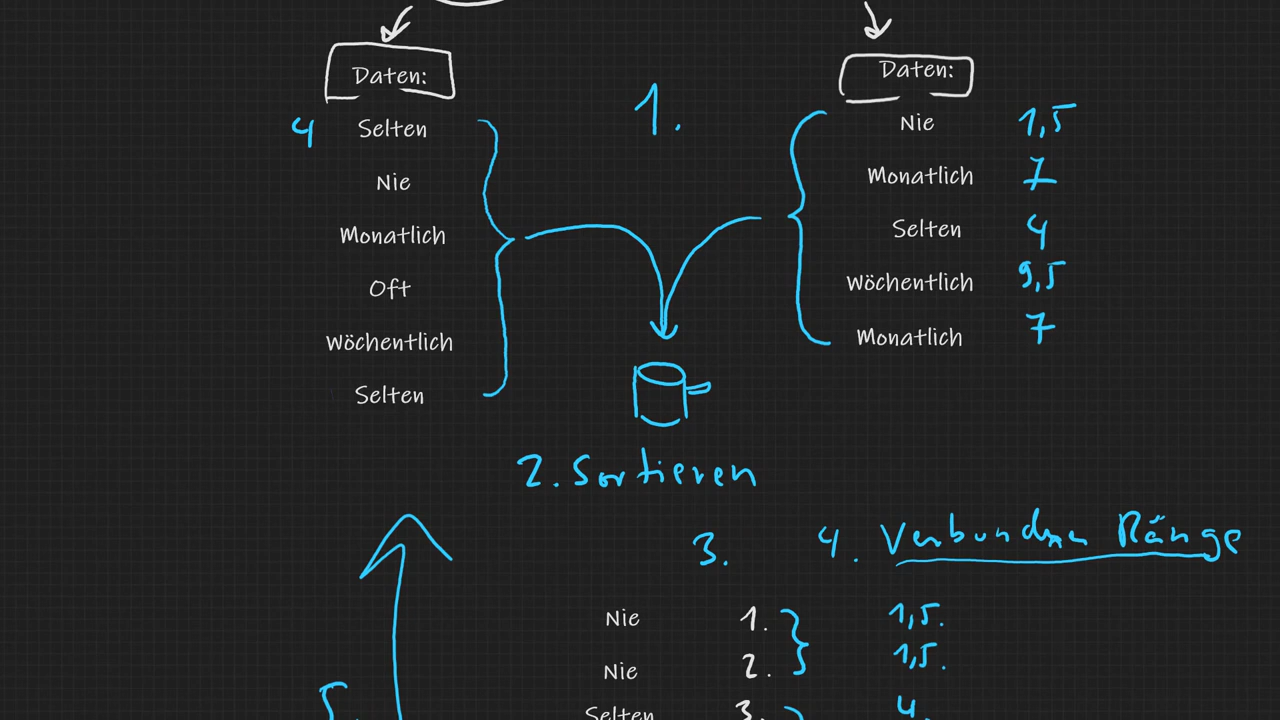 Daten:
Daten:
1.
4 Selten
Nie 1,5
Nie
Monatlich 7
Monatlich
Selten 4
Oft
Wöchentlich 9,5
Wöchentlich
Monatlich 7
Selten
2. Sortieren
3.
4. Verbundne Ränge
Nie 1. 1,5.
Nie 2. 1,5.
5.
Selten 3. 4.